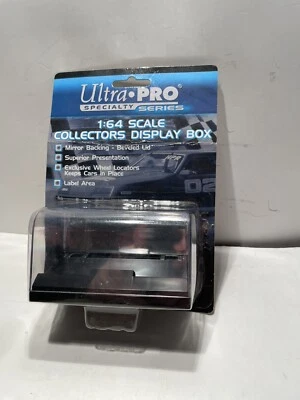 Ultra•PRO
SPECIALTY SERIES
1:64 SCALE
COLLECTORS DISPLAY BOX
Mirror Backing - Beveled Lid
Superior Presentation
Exclusive Wheel Locators
Keeps Cars in Place
Label Area
02